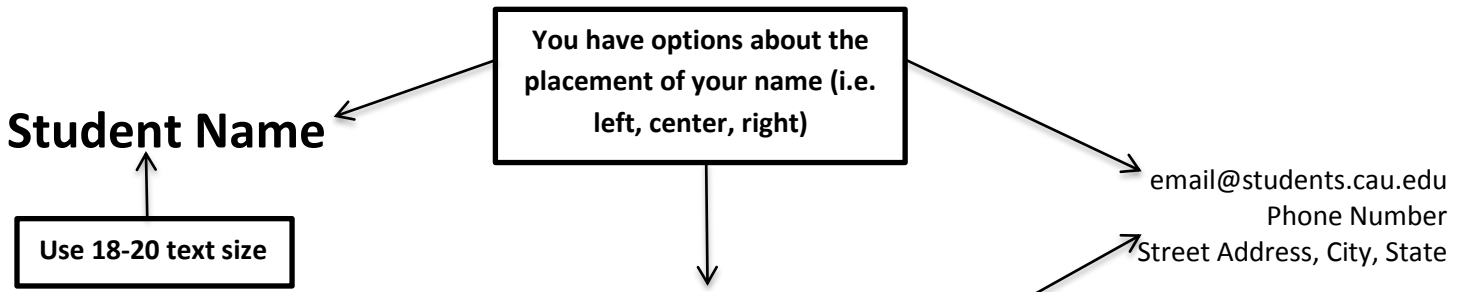 You have options about the
placement of your name (i.e.
left, center, right)
Student Name
Use 18-20 text size
email@students.cau.edu
Phone Number
Street Address, City, State